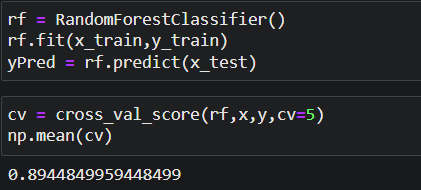 rf = RandomForestClassifier()
rf.fit(x_train,y_train)
yPred = rf.predict(x_test)
cv = cross_val_score(rf,x,y,cv=5)
np.mean(cv)
0.8944849959448499